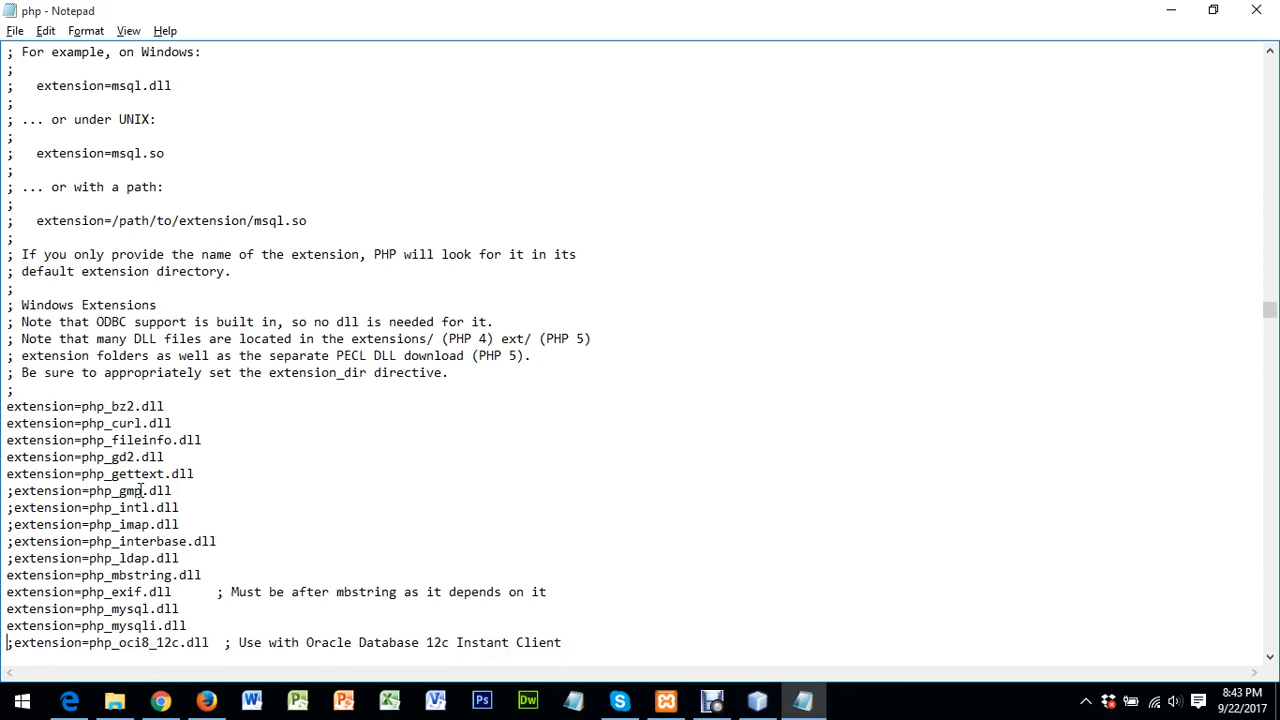 php - Notepad
File Edit Format View Help
; For example, on Windows:
;
;   extension=msql.dll
;
; ... or under UNIX:
;
;   extension=msql.so
;
; ... or with a path:
;
;   extension=/path/to/extension/msql.so
;
; If you only provide the name of the extension, PHP will look for it in its
; default extension directory.
;
; Windows Extensions
; Note that ODBC support is built in, so no dll is needed for it.
; Note that many DLL files are located in the extensions/ (PHP 4) ext/ (PHP 5)
; extension folders as well as the separate PECL DLL download (PHP 5).
; Be sure to appropriately set the extension_dir directive.
;
extension=php_bz2.dll
extension=php_curl.dll
extension=php_fileinfo.dll
extension=php_gd2.dll
extension=php_gettext.dll
;extension=php_gmp.dll
;extension=php_intl.dll
;extension=php_imap.dll
;extension=php_interbase.dll
;extension=php_ldap.dll
extension=php_mbstring.dll
extension=php_exif.dll      ; Must be after mbstring as it depends on it
extension=php_mysql.dll
extension=php_mysqli.dll
;extension=php_oci8_12c.dll  ; Use with Oracle Database 12c Instant Client
Ps
Dw
8:43 PM
9/22/2017